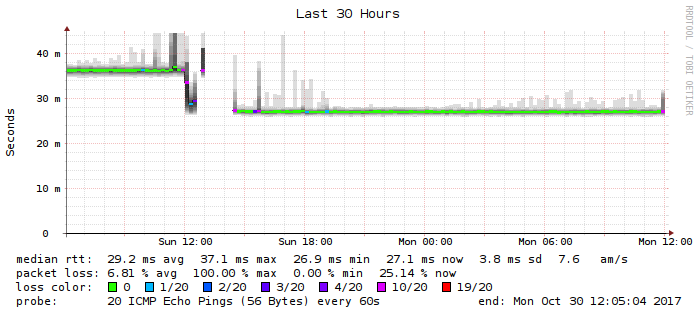 Last 30 Hours
RRDTOOL / TOBI OETIKER
Seconds
40 m
30 m
20 m
10 m
0
Sun 12:00 Sun 18:00 Mon 00:00 Mon 06:00 Mon 12:00
median rtt: 29.2 ms avg 37.1 ms max 26.9 ms min 27.1 ms now 3.8 ms sd 7.6 am/s
packet loss: 6.81 % avg 100.00 % max 0.00 % min 25.14 % now
loss color: 0 1/20 2/20 3/20 4/20 10/20 19/20
probe: 20 ICMP Echo Pings (56 Bytes) every 60s end: Mon Oct 30 12:05:04 2017